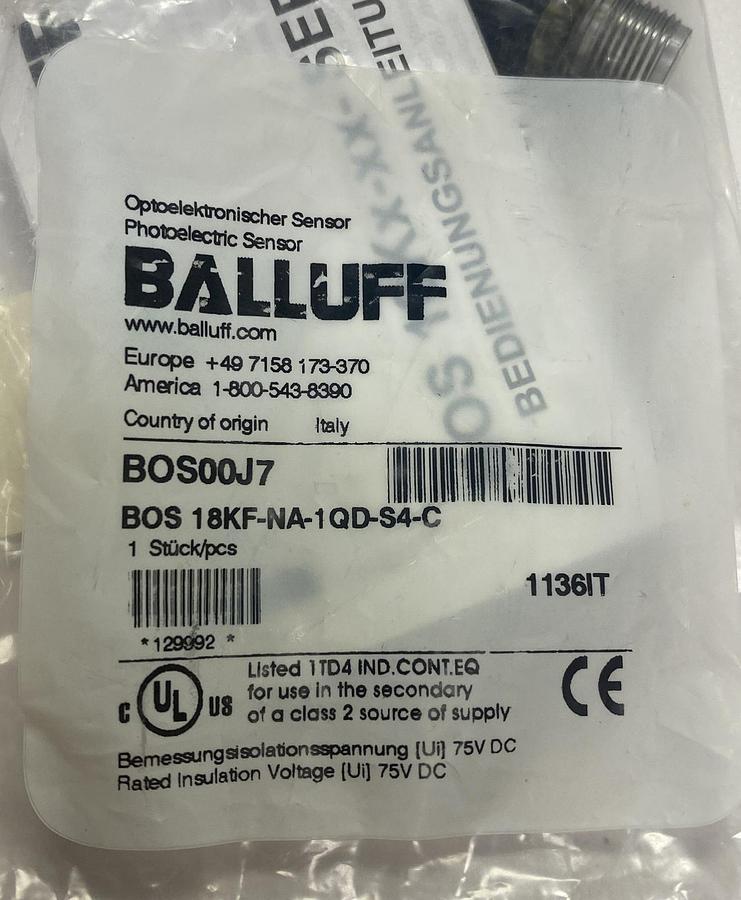 Optoelektronischer Sensor
Photoelectric Sensor
BALLUFF
www.balluff.com
Europe +49 7158 173-370
America 1-800-543-8390
Country of origin Italy
BOS00J7
BOS 18KF-NA-1QD-S4-C
1 Stück/pcs
1136IT
*129992 *
C UL US
Listed 1TD4 IND.CONT.EQ
for use in the secondary
of a class 2 source of supply
CE
Bemessungsisolationsspannung [Ui] 75V DC
Rated Insulation Voltage [Ui] 75V DC
BEDIENUNGSANLEITU